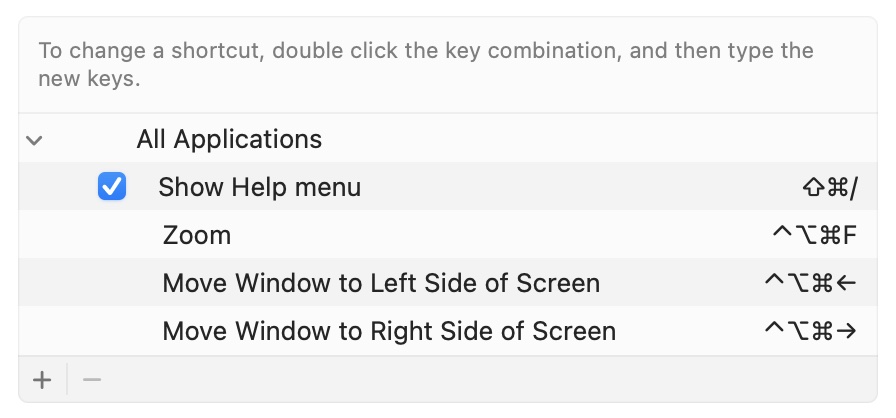 To change a shortcut, double click the key combination, and then type the
new keys.
All Applications
Show Help menu ⇧⌘/
Zoom ^⌥⌘F
Move Window to Left Side of Screen ^⌥⌘←
Move Window to Right Side of Screen ^⌥⌘→